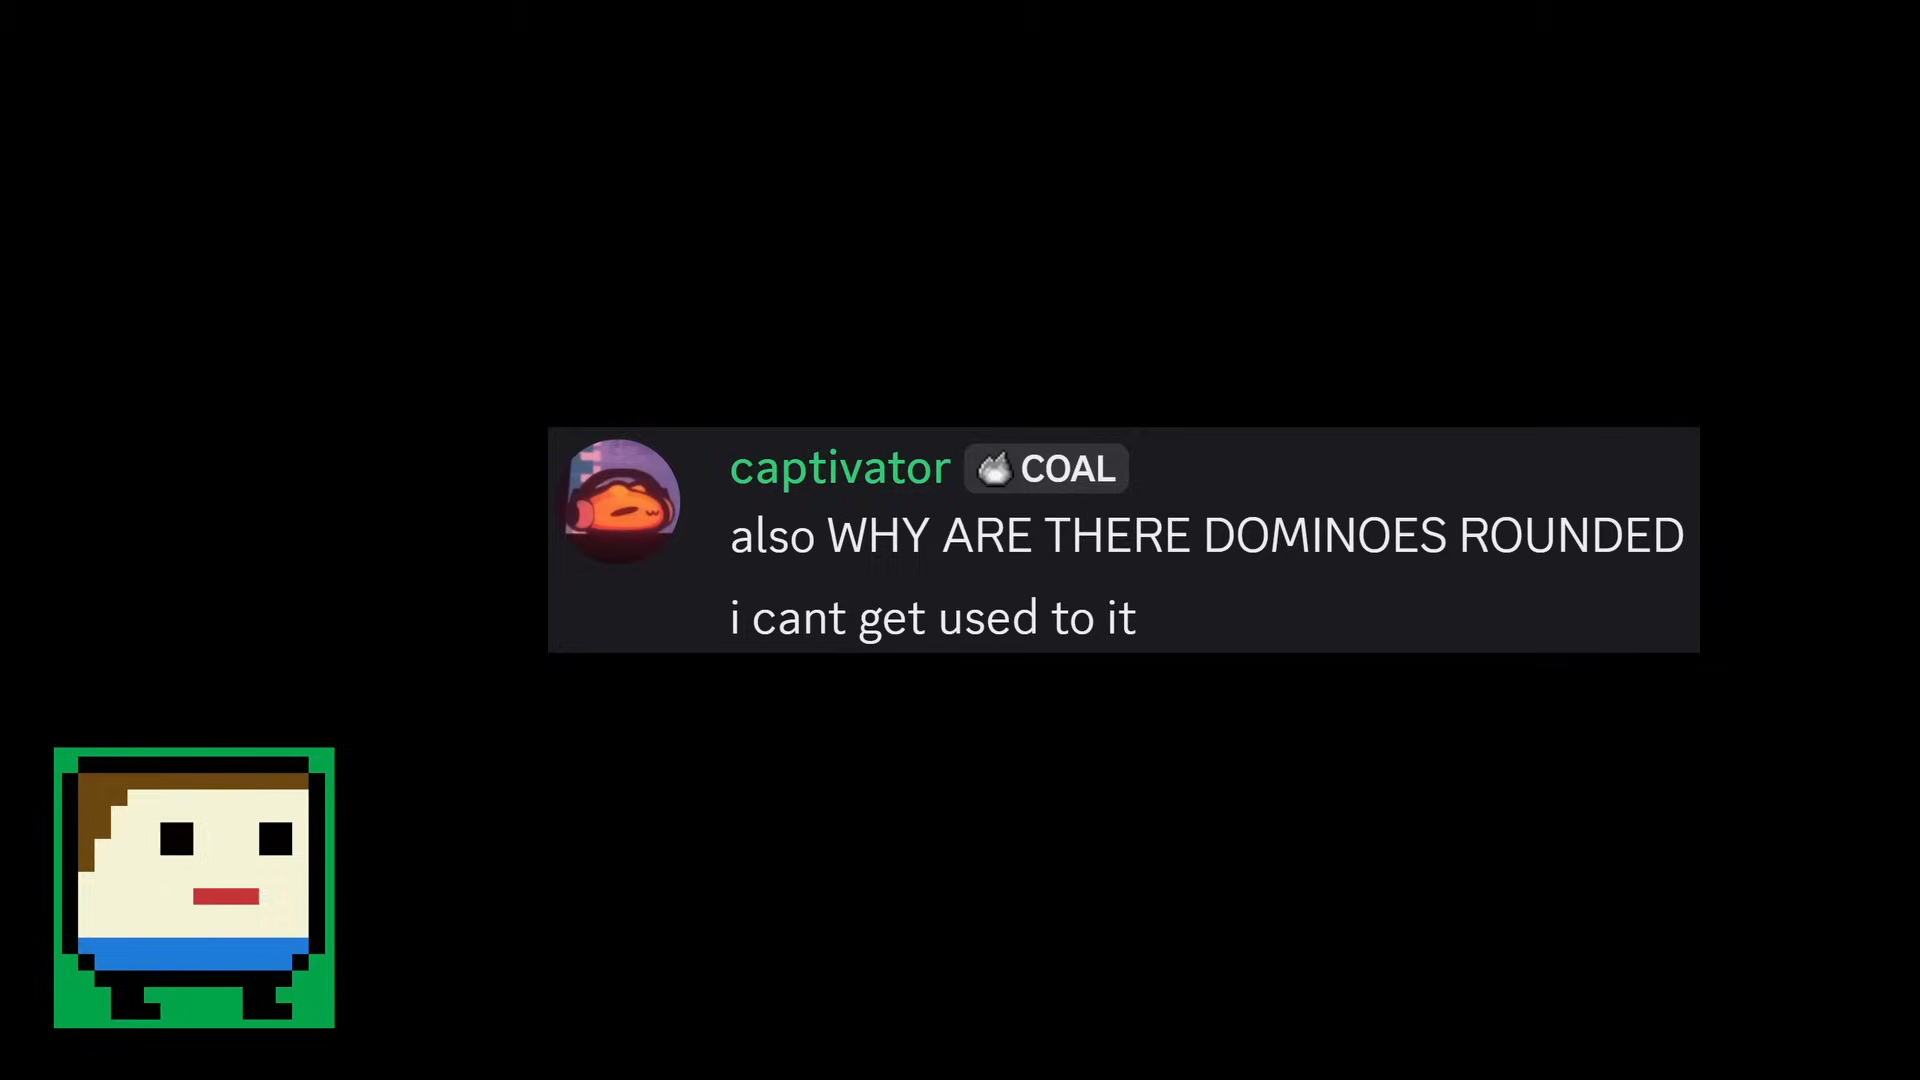 captivator COAL
also WHY ARE THERE DOMINOES ROUNDED
i cant get used to it